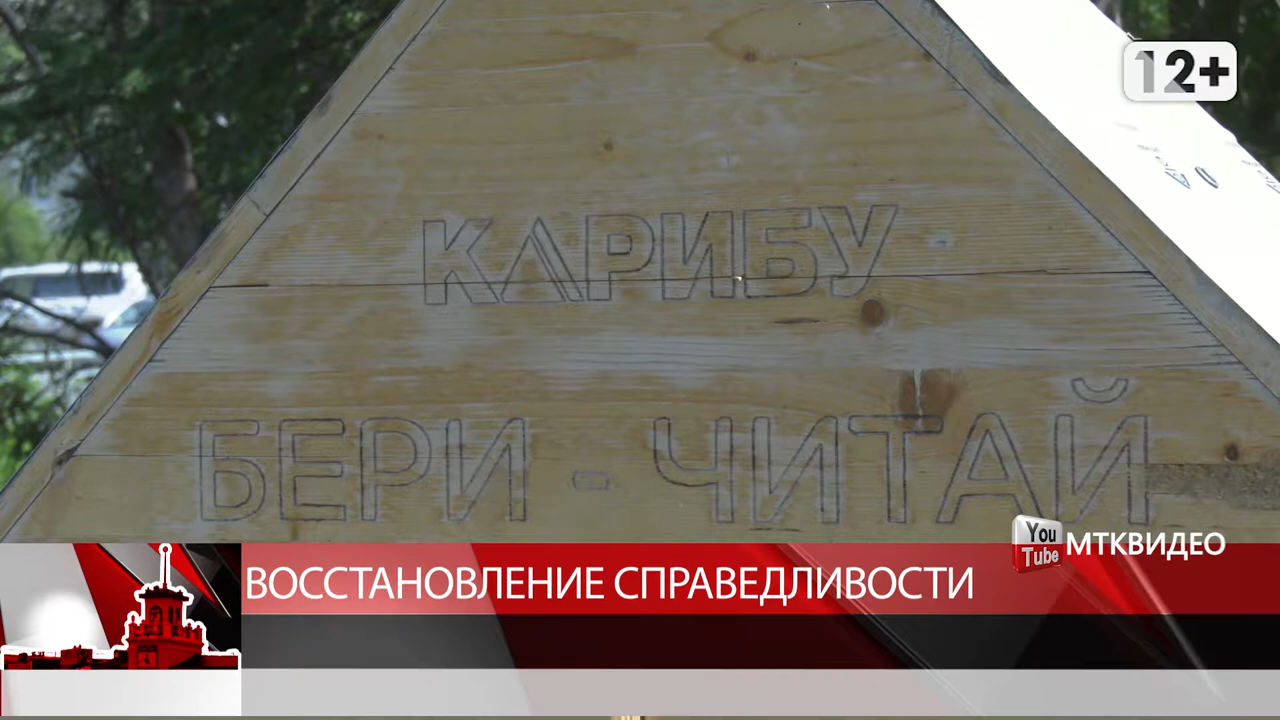 12+
КАРИБУ
БЕРИ - ЧИТАЙ
You
Tube
МТКВИДЕО
ВОССТАНОВЛЕНИЕ СПРАВЕДЛИВОСТИ